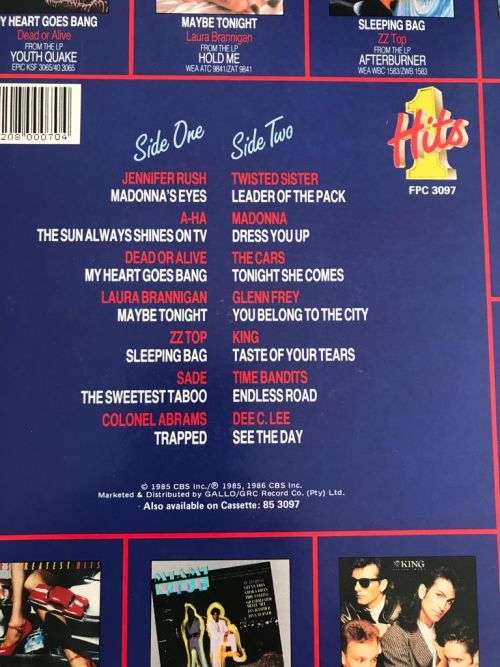 Y HEART GOES BANG
Dead or Alive
FROM THE LP
YOUTH QUAKE
EPIC KSF 3065/40 3065
MAYBE TONIGHT
Laura Brannigan
FROM THE LP
HOLD ME
WEA ATC 9841/ZAT 9841
SLEEPING BAG
ZZ Top
FROM THE LP
AFTERBURNER
WEA WBC 1583/ZWB 1583
208 000704
1
Hits
FPC 3097
Side One
JENNIFER RUSH
MADONNA'S EYES
A-HA
THE SUN ALWAYS SHINES ON TV
DEAD OR ALIVE
MY HEART GOES BANG
LAURA BRANNIGAN
MAYBE TONIGHT
ZZ TOP
SLEEPING BAG
SADE
THE SWEETEST TABOO
COLONEL ABRAMS
TRAPPED
Side Two
TWISTED SISTER
LEADER OF THE PACK
MADONNA
DRESS YOU UP
THE CARS
TONIGHT SHE COMES
GLENN FREY
YOU BELONG TO THE CITY
KING
TASTE OF YOUR TEARS
TIME BANDITS
ENDLESS ROAD
DEE C. LEE
SEE THE DAY
© 1985 CBS Inc./℗ 1985, 1986 CBS Inc.
Marketed & Distributed by GALLO/GRC Record Co. (Pty) Ltd.
Also available on Cassette: 85 3097
GREATEST HITS
MIAMI
VICE
KING